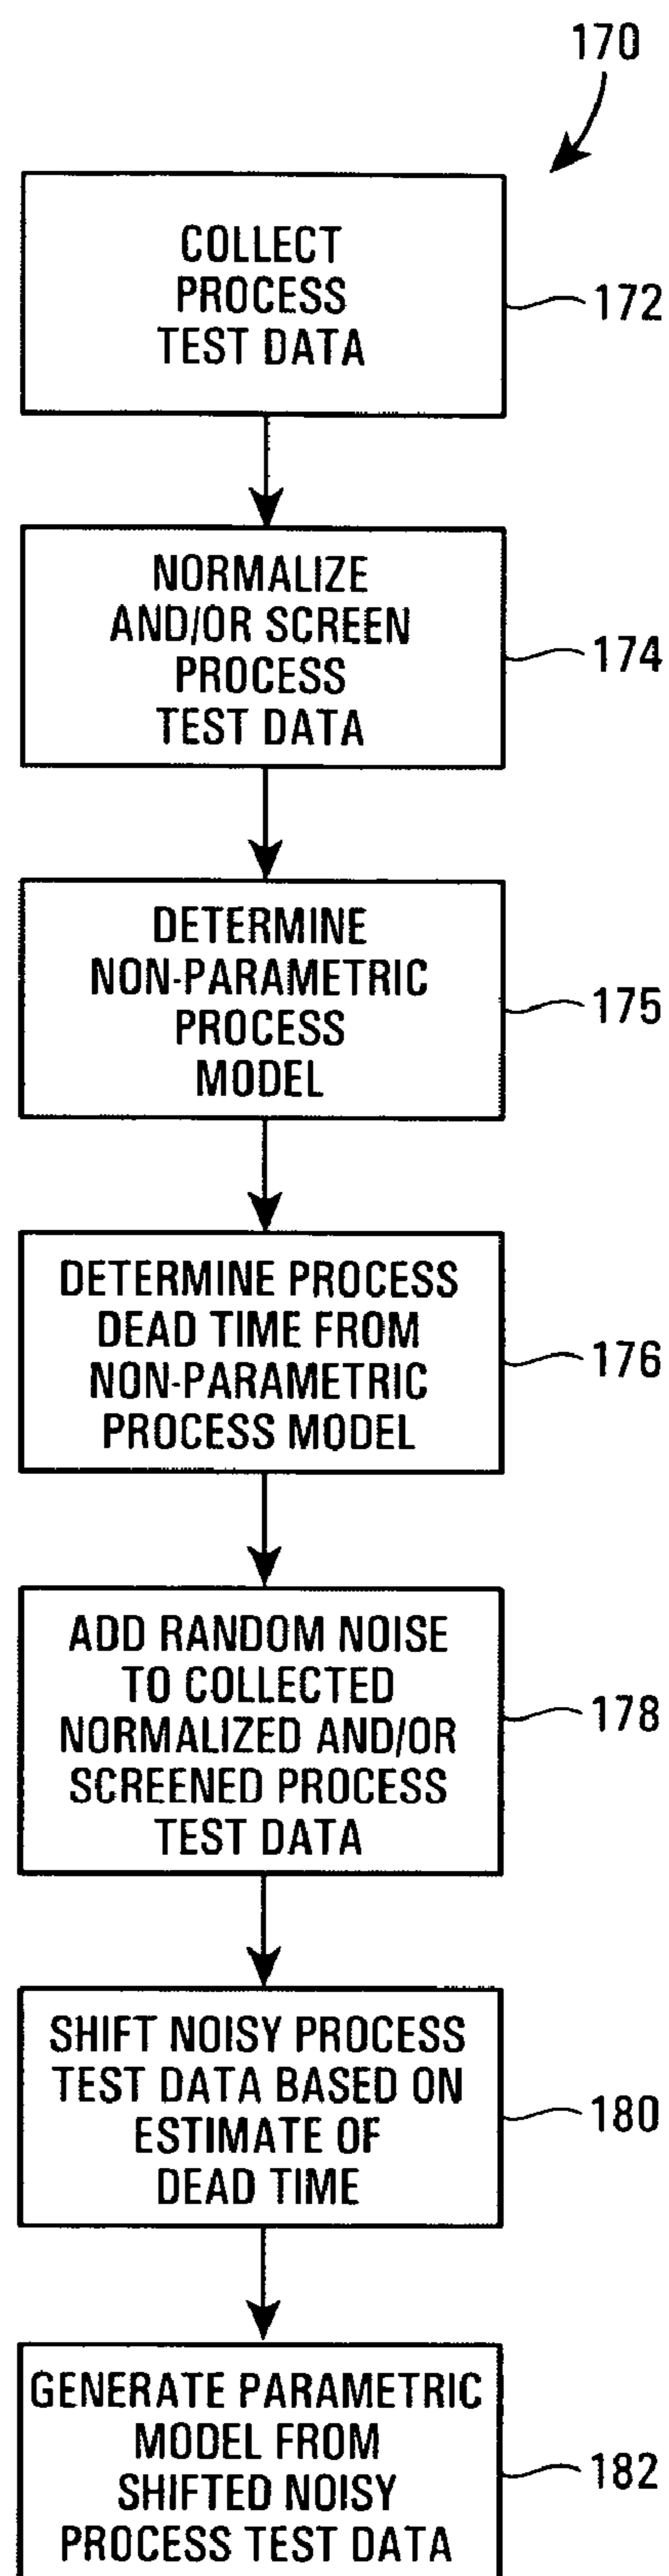 170
COLLECT
PROCESS
TEST DATA
172
NORMALIZE
AND/OR SCREEN
PROCESS
TEST DATA
174
DETERMINE
NON-PARAMETRIC
PROCESS
MODEL
175
DETERMINE PROCESS
DEAD TIME FROM
NON-PARAMETRIC
PROCESS MODEL
176
ADD RANDOM NOISE
TO COLLECTED
NORMALIZED AND/OR
SCREENED PROCESS
TEST DATA
178
SHIFT NOISY PROCESS
TEST DATA BASED ON
ESTIMATE OF
DEAD TIME
180
GENERATE PARAMETRIC
MODEL FROM
SHIFTED NOISY
PROCESS TEST DATA
182